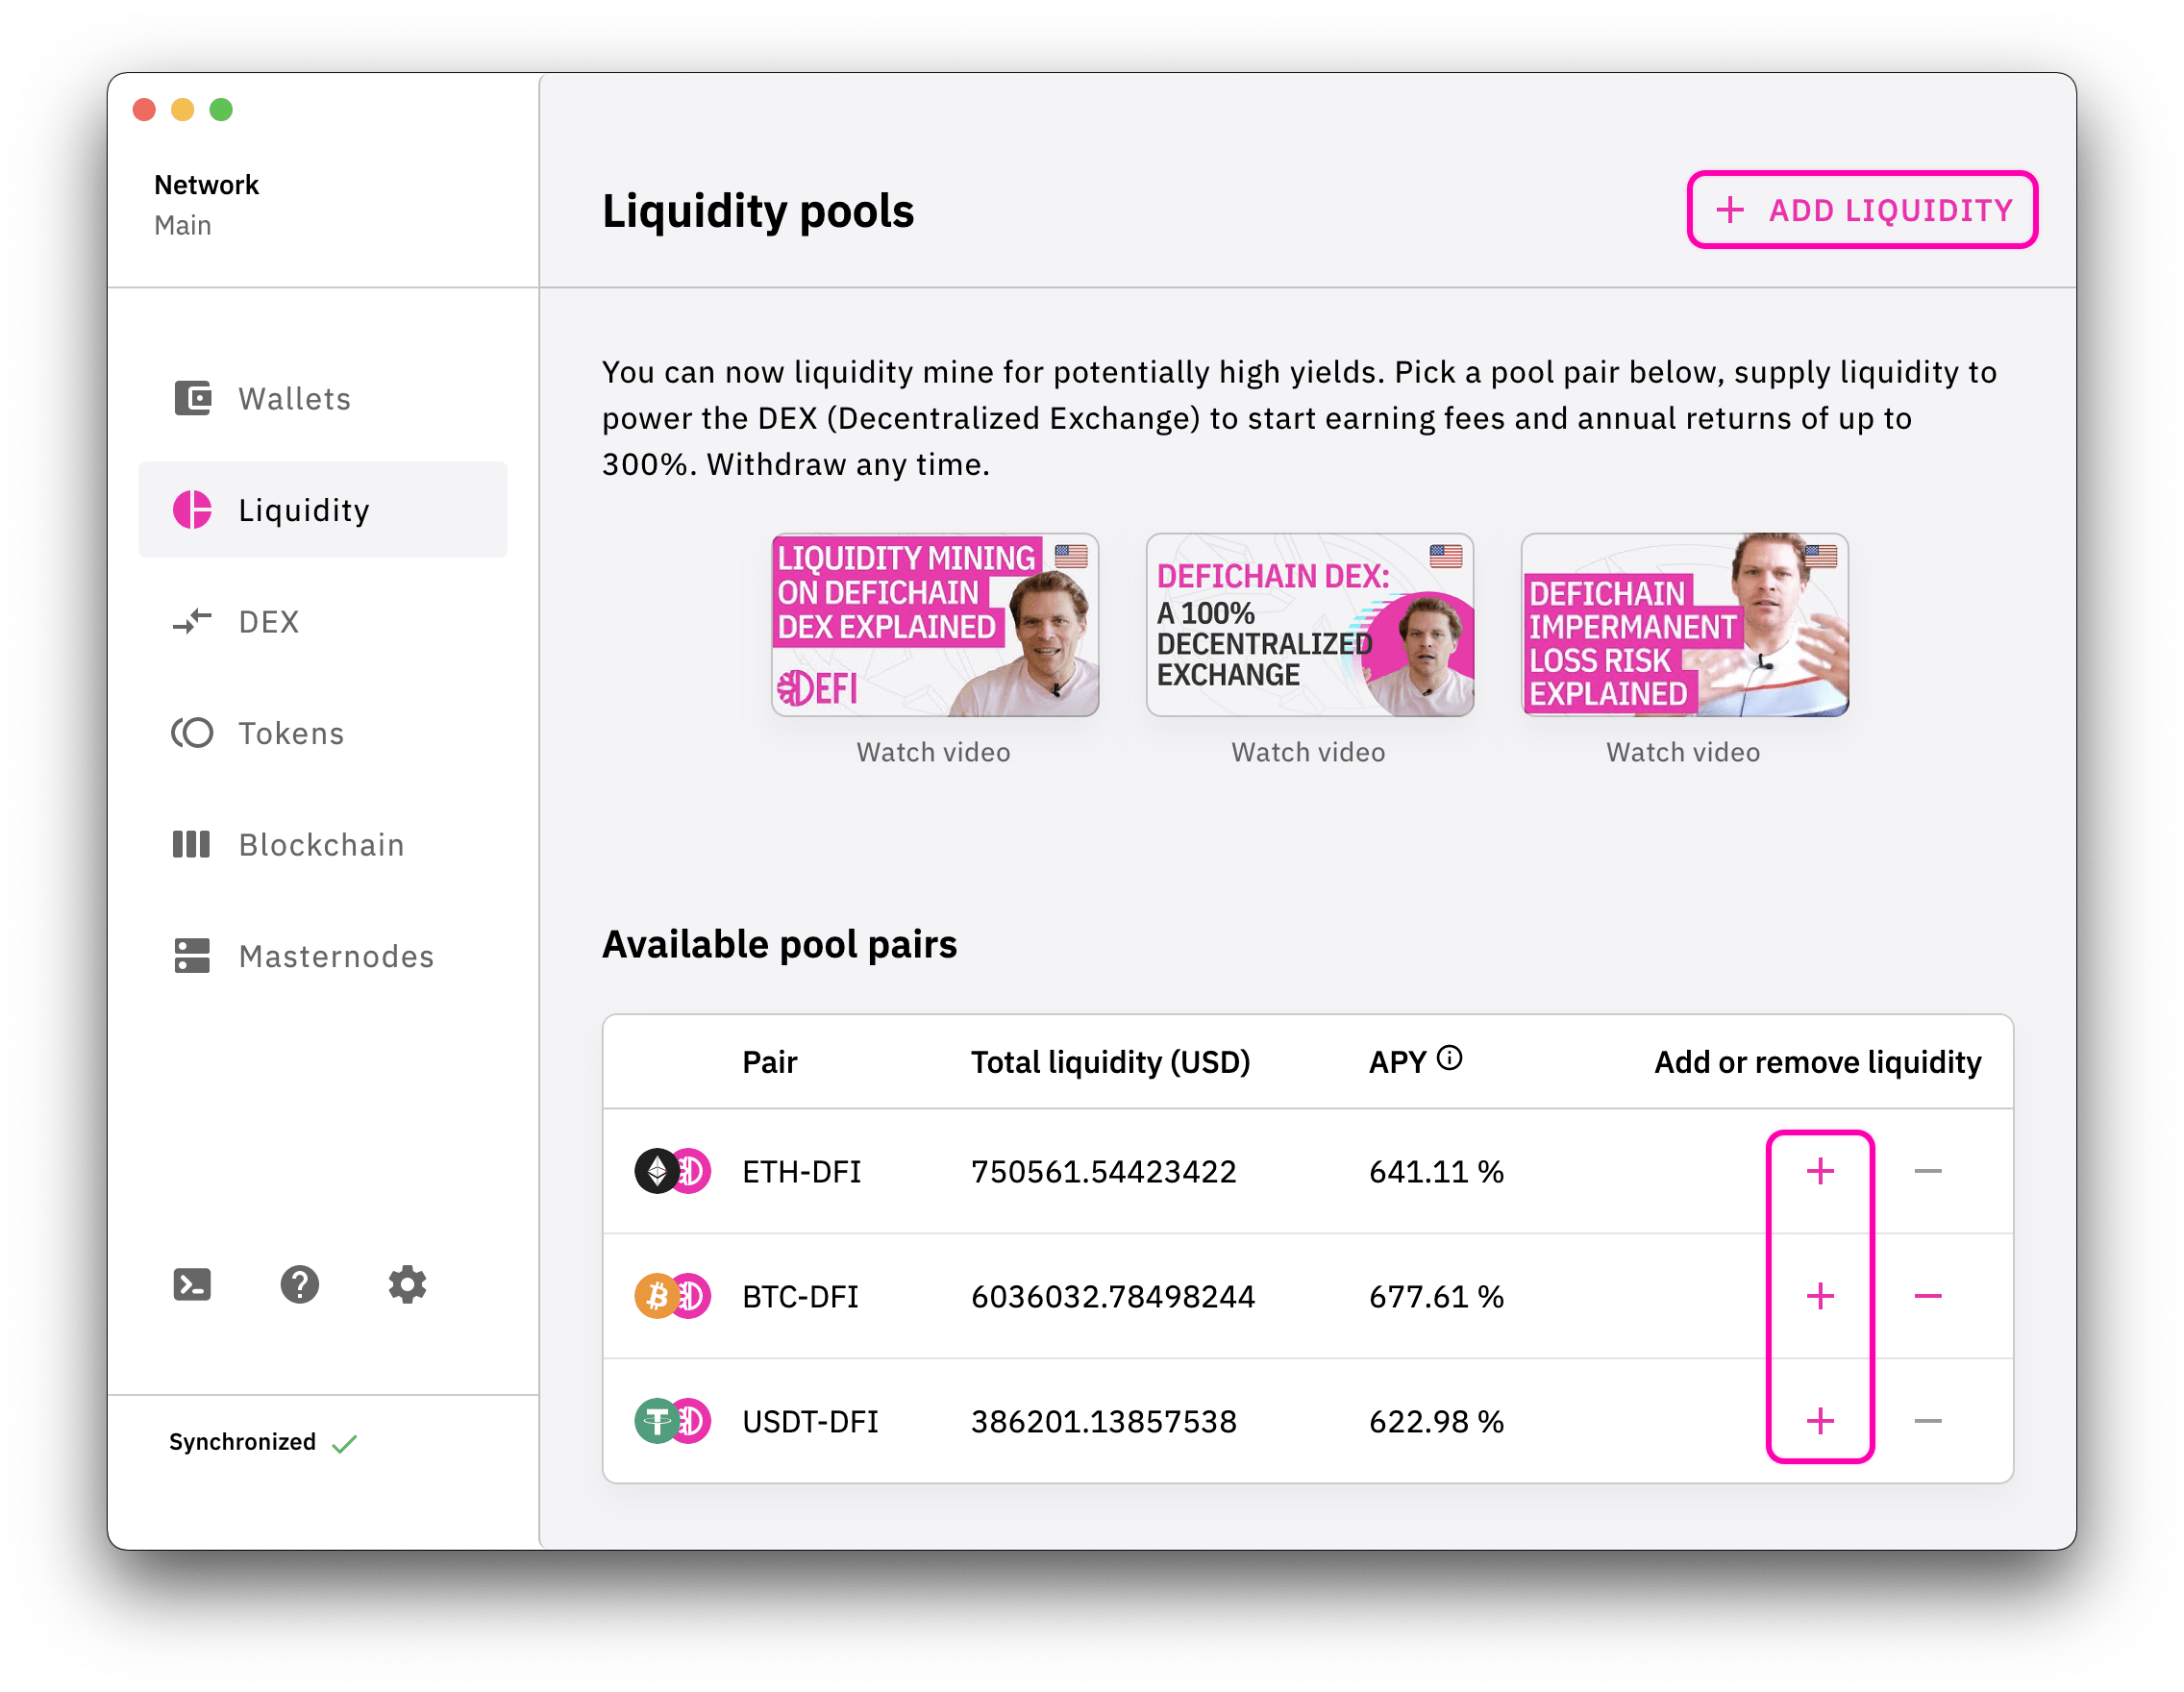 Network
Main
Wallets
Liquidity
DEX
Tokens
Blockchain
Masternodes
Synchronized
Liquidity pools
+ ADD LIQUIDITY
You can now liquidity mine for potentially high yields. Pick a pool pair below, supply liquidity to
power the DEX (Decentralized Exchange) to start earning fees and annual returns of up to
300%. Withdraw any time.
LIQUIDITY MINING
ON DEFICHAIN
DEX EXPLAINED
DEFI
Watch video
DEFICHAIN DEX:
A 100%
DECENTRALIZED
EXCHANGE
Watch video
DEFICHAIN
IMPERMANENT
LOSS RISK
EXPLAINED
Watch video
Available pool pairs
Pair Total liquidity (USD) APY Add or remove liquidity
ETH-DFI 750561.54423422 641.11 % + −
BTC-DFI 6036032.78498244 677.61 % + −
USDT-DFI 386201.13857538 622.98 % + −